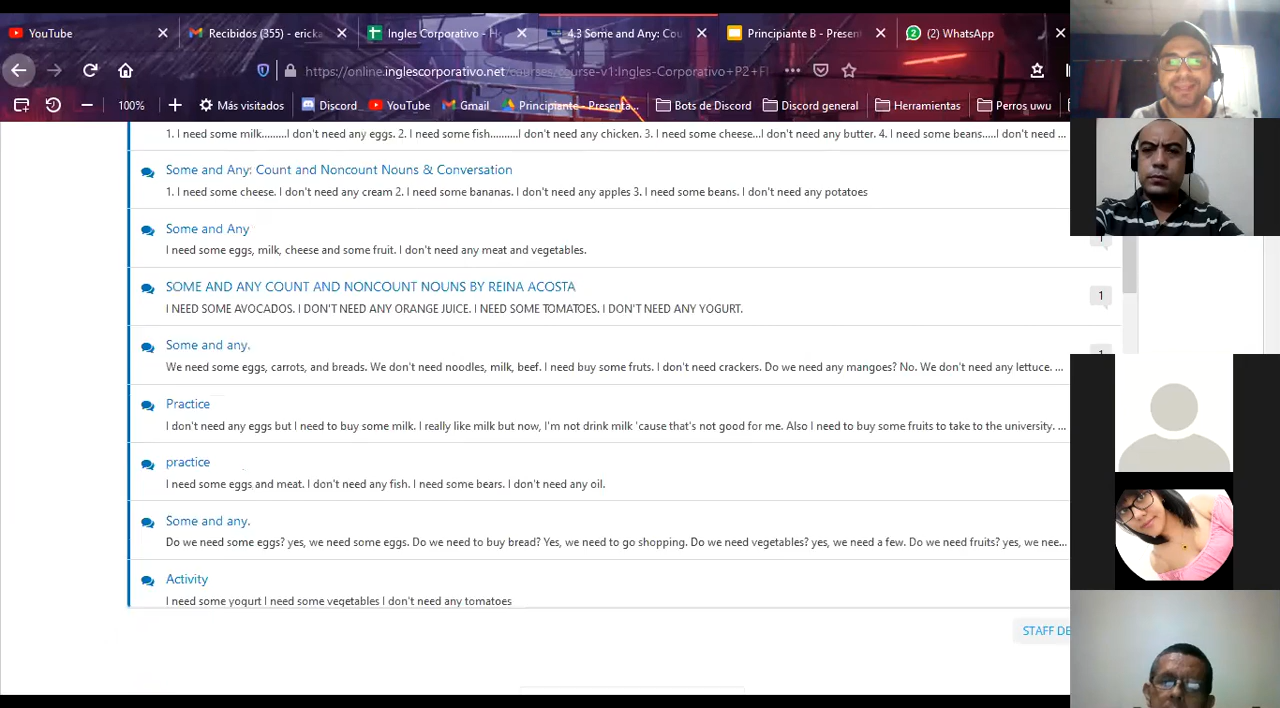 YouTube
Recibidos (355) - ericka
Ingles Corporativo - Ho
4.3 Some and Any: Cou
Principiante B - Present
(2) WhatsApp
https://online.inglescorporativo.net/courses/course-v1:Ingles-Corporativo+P2+Fl
100%
Más visitados
Discord
YouTube
Gmail
Principiante - Presenta...
Bots de Discord
Discord general
Herramientas
Perros uwu
1. I need some milk........I don't need any eggs. 2. I need some fish..........I don't need any chicken. 3. I need some cheese...I don't need any butter. 4. I need some beans.....I don't need ...
Some and Any: Count and Noncount Nouns & Conversation
1. I need some cheese. I don't need any cream 2. I need some bananas. I don't need any apples 3. I need some beans. I don't need any potatoes
Some and Any
I need some eggs, milk, cheese and some fruit. I don't need any meat and vegetables.
1
SOME AND ANY COUNT AND NONCOUNT NOUNS BY REINA ACOSTA
I NEED SOME AVOCADOS. I DON'T NEED ANY ORANGE JUICE. I NEED SOME TOMATOES. I DON'T NEED ANY YOGURT.
1
Some and any.
We need some eggs, carrots, and breads. We don't need noodles, milk, beef. I need buy some fruts. I don't need crackers. Do we need any mangoes? No. We don't need any lettuce. ...
1
Practice
I don't need any eggs but I need to buy some milk. I really like milk but now, I'm not drink milk 'cause that's not good for me. Also I need to buy some fruits to take to the university. ...
practice
I need some eggs and meat. I don't need any fish. I need some bears. I don't need any oil.
Some and any.
Do we need some eggs? yes, we need some eggs. Do we need to buy bread? Yes, we need to go shopping. Do we need vegetables? yes, we need a few. Do we need fruits? yes, we nee...
Activity
I need some yogurt I need some vegetables I don't need any tomatoes
STAFF DE